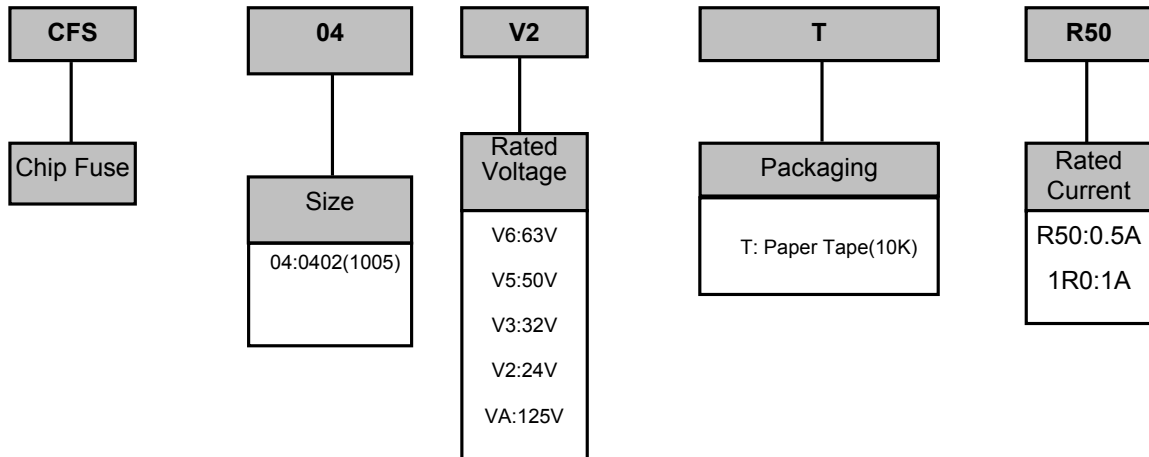 CFS
04
V2
T
R50
Chip Fuse
Size
04:0402(1005)
Rated
Voltage
V6:63V
V5:50V
V3:32V
V2:24V
VA:125V
Packaging
T: Paper Tape(10K)
Rated
Current
R50:0.5A
1R0:1A